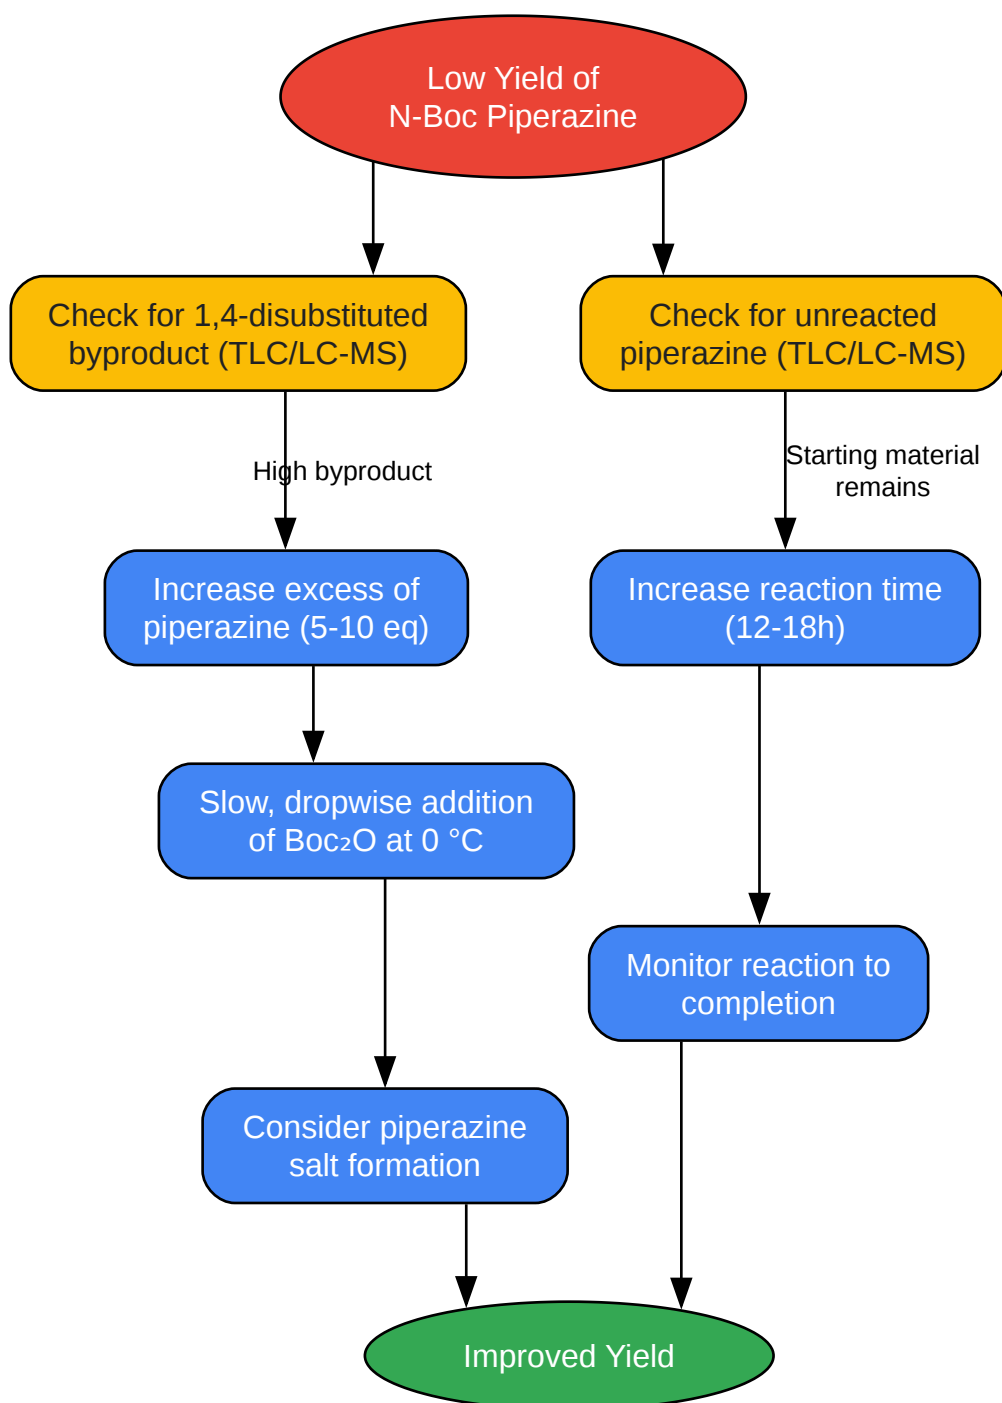 Low Yield of
N-Boc Piperazine
Check for 1,4-disubstituted
byproduct (TLC/LC-MS)
Check for unreacted
piperazine (TLC/LC-MS)
High byproduct
Starting material
remains
Increase excess of
piperazine (5-10 eq)
Increase reaction time
(12-18h)
Slow, dropwise addition
of Boc₂O at 0 °C
Monitor reaction to
completion
Consider piperazine
salt formation
Improved Yield